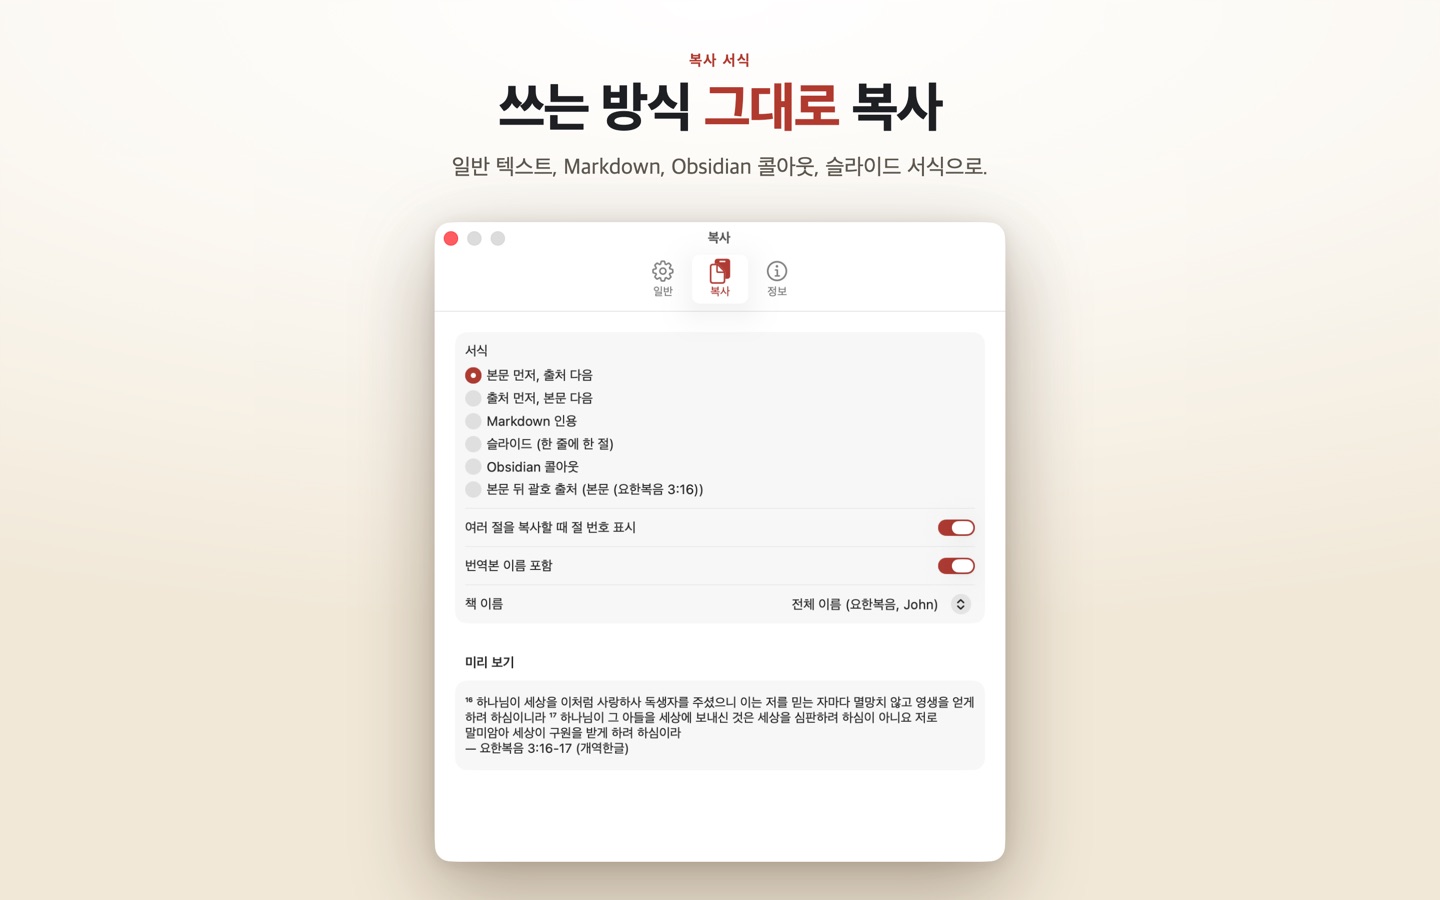 복사 서식
쓰는 방식 그대로 복사
일반 텍스트, Markdown, Obsidian 콜아웃, 슬라이드 서식으로.
복사
일반
복사
정보
서식
본문 먼저, 출처 다음
출처 먼저, 본문 다음
Markdown 인용
슬라이드 (한 줄에 한 절)
Obsidian 콜아웃
본문 뒤 괄호 출처 (본문 (요한복음 3:16))
여러 절을 복사할 때 절 번호 표시
번역본 이름 포함
책 이름 전체 이름 (요한복음, John)
미리 보기
¹⁶ 하나님이 세상을 이처럼 사랑하사 독생자를 주셨으니 이는 저를 믿는 자마다 멸망치 않고 영생을 얻게
하려 하심이니라 ¹⁷ 하나님이 그 아들을 세상에 보내신 것은 세상을 심판하려 하심이 아니요 저로
말미암아 세상이 구원을 받게 하려 하심이라
— 요한복음 3:16-17 (개역한글)